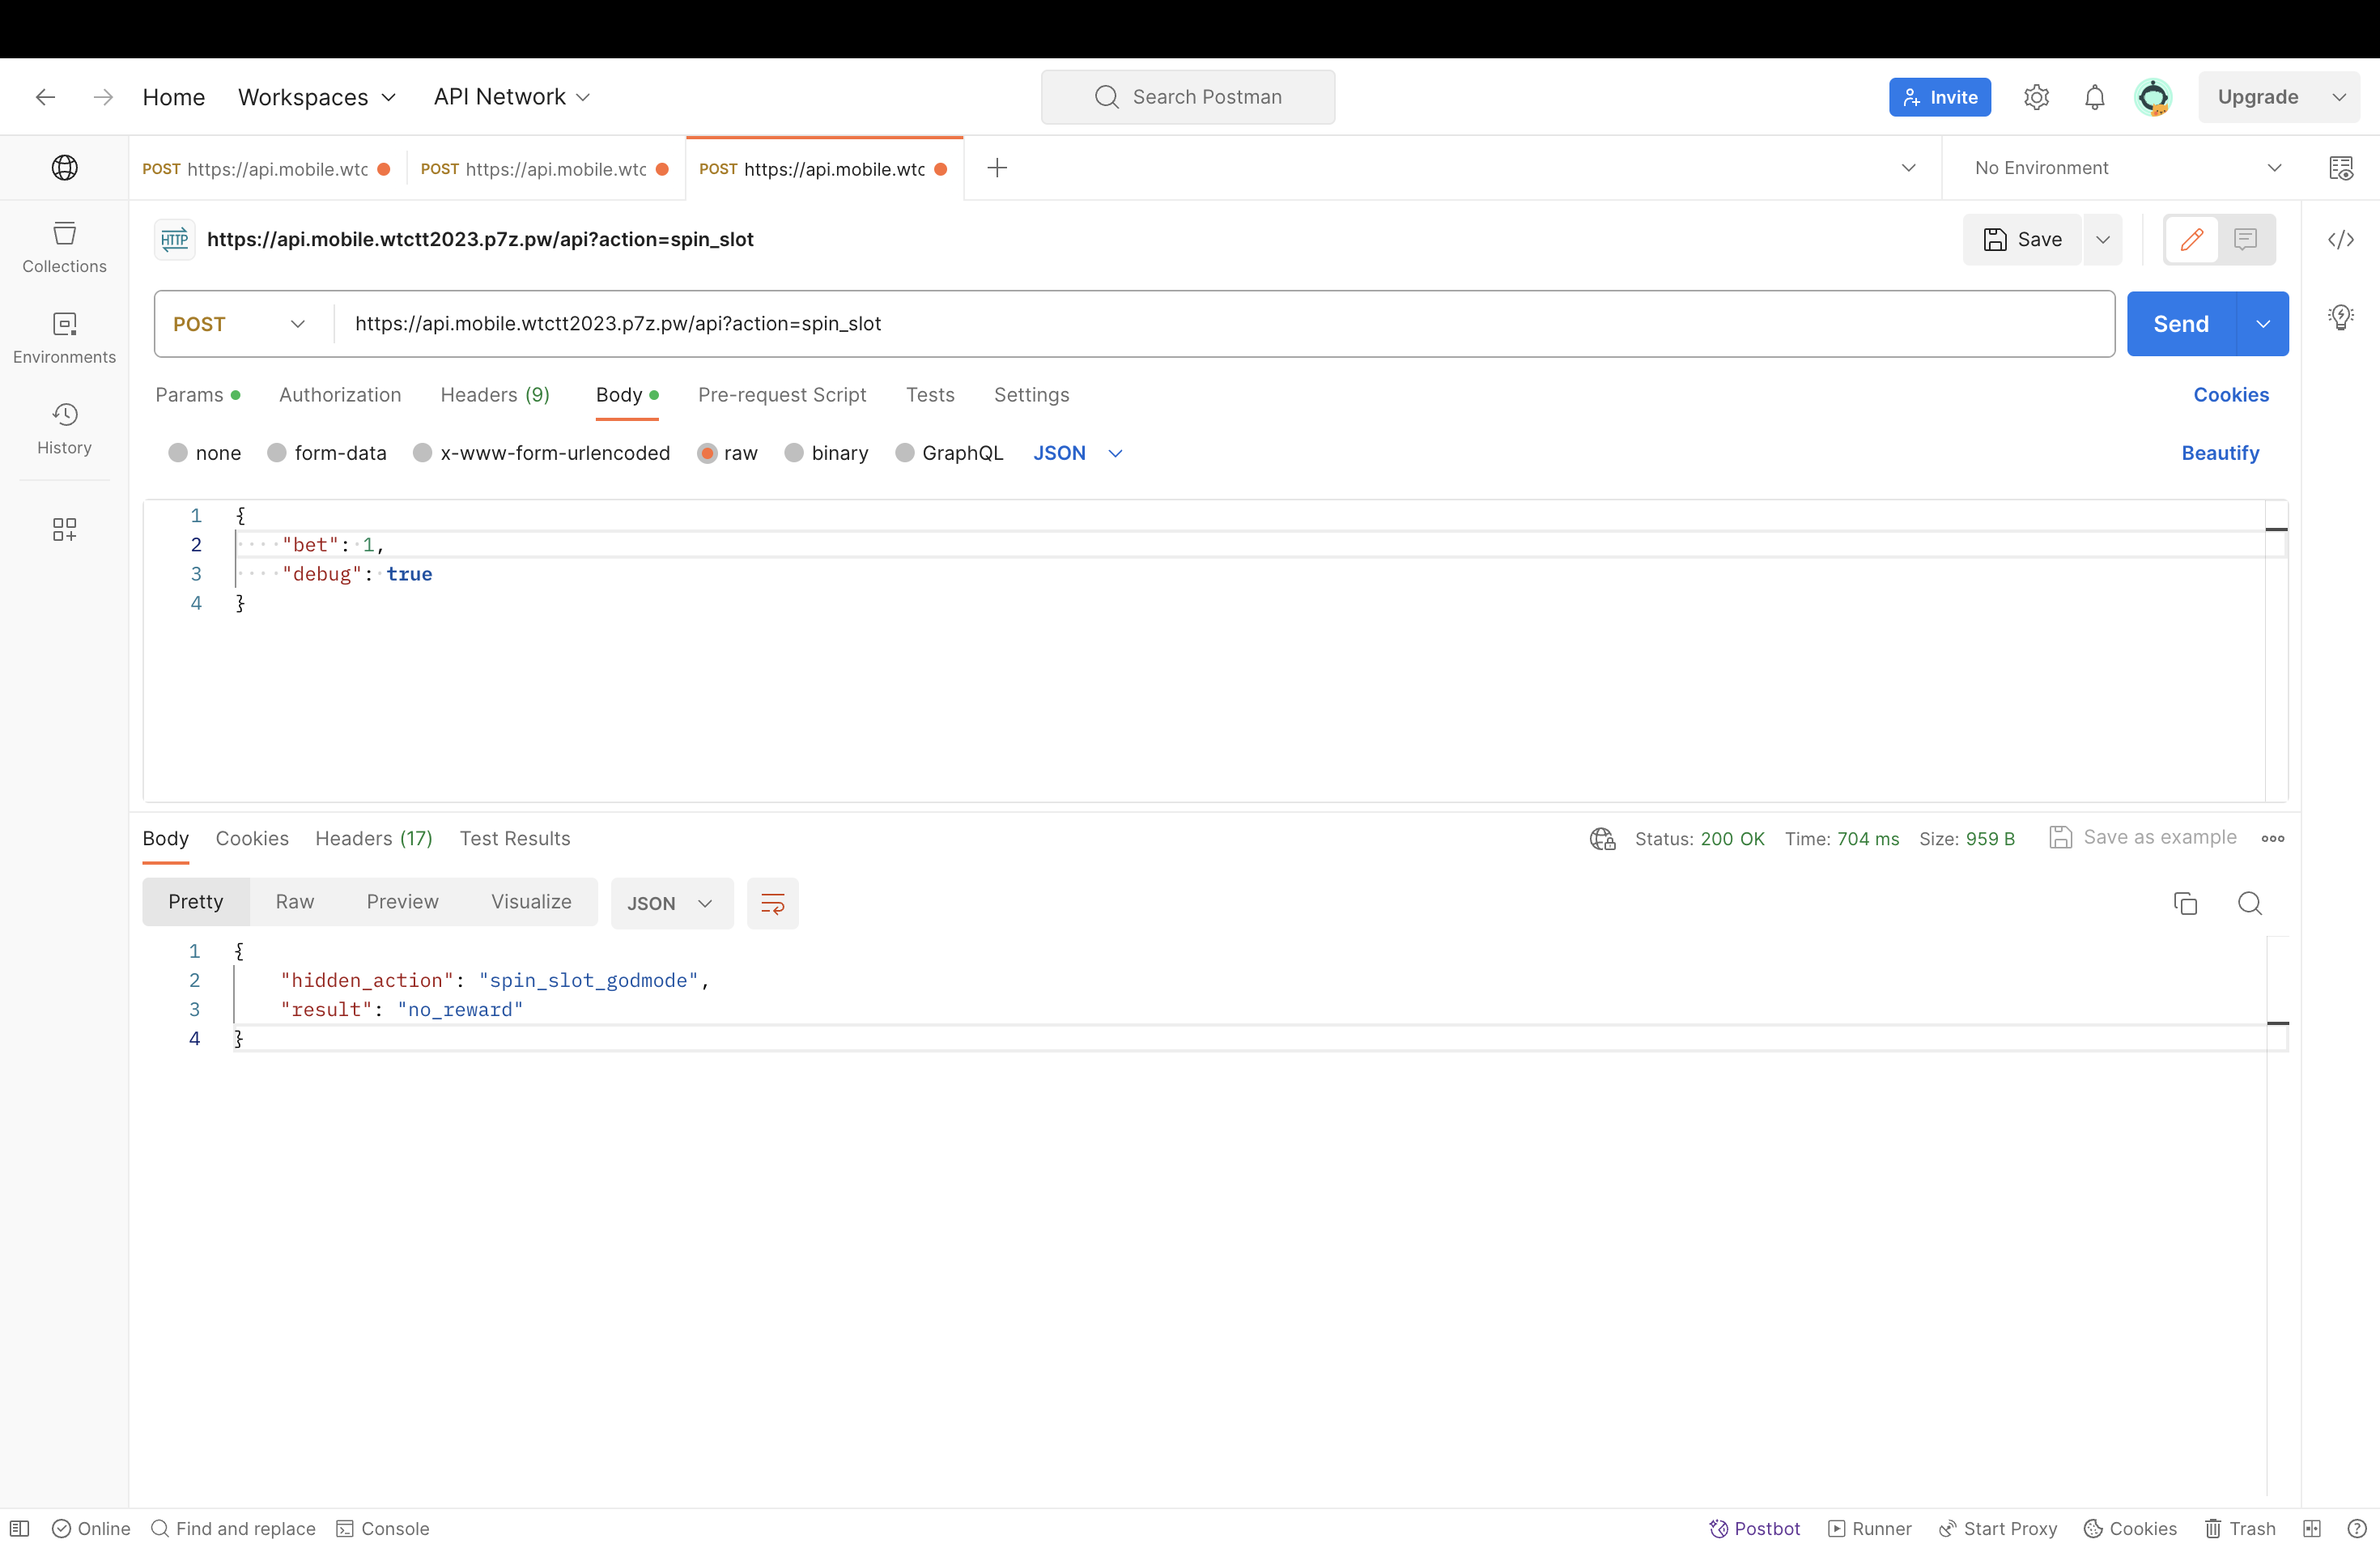 Home Workspaces API Network Search Postman Invite Upgrade
POST https://api.mobile.wtc POST https://api.mobile.wtc POST https://api.mobile.wtc No Environment
HTTP https://api.mobile.wtctt2023.p7z.pw/api?action=spin_slot Save
Collections
POST https://api.mobile.wtctt2023.p7z.pw/api?action=spin_slot Send
Environments
Params Authorization Headers (9) Body Pre-request Script Tests Settings Cookies
History
none form-data x-www-form-urlencoded raw binary GraphQL JSON Beautify
1 {
2 ····"bet":·1,
3 ····"debug":·true
4 }
Body Cookies Headers (17) Test Results Status: 200 OK Time: 704 ms Size: 959 B Save as example
Pretty Raw Preview Visualize JSON
1 {
2 "hidden_action": "spin_slot_godmode",
3 "result": "no_reward"
4 }
Online Find and replace Console Postbot Runner Start Proxy Cookies Trash